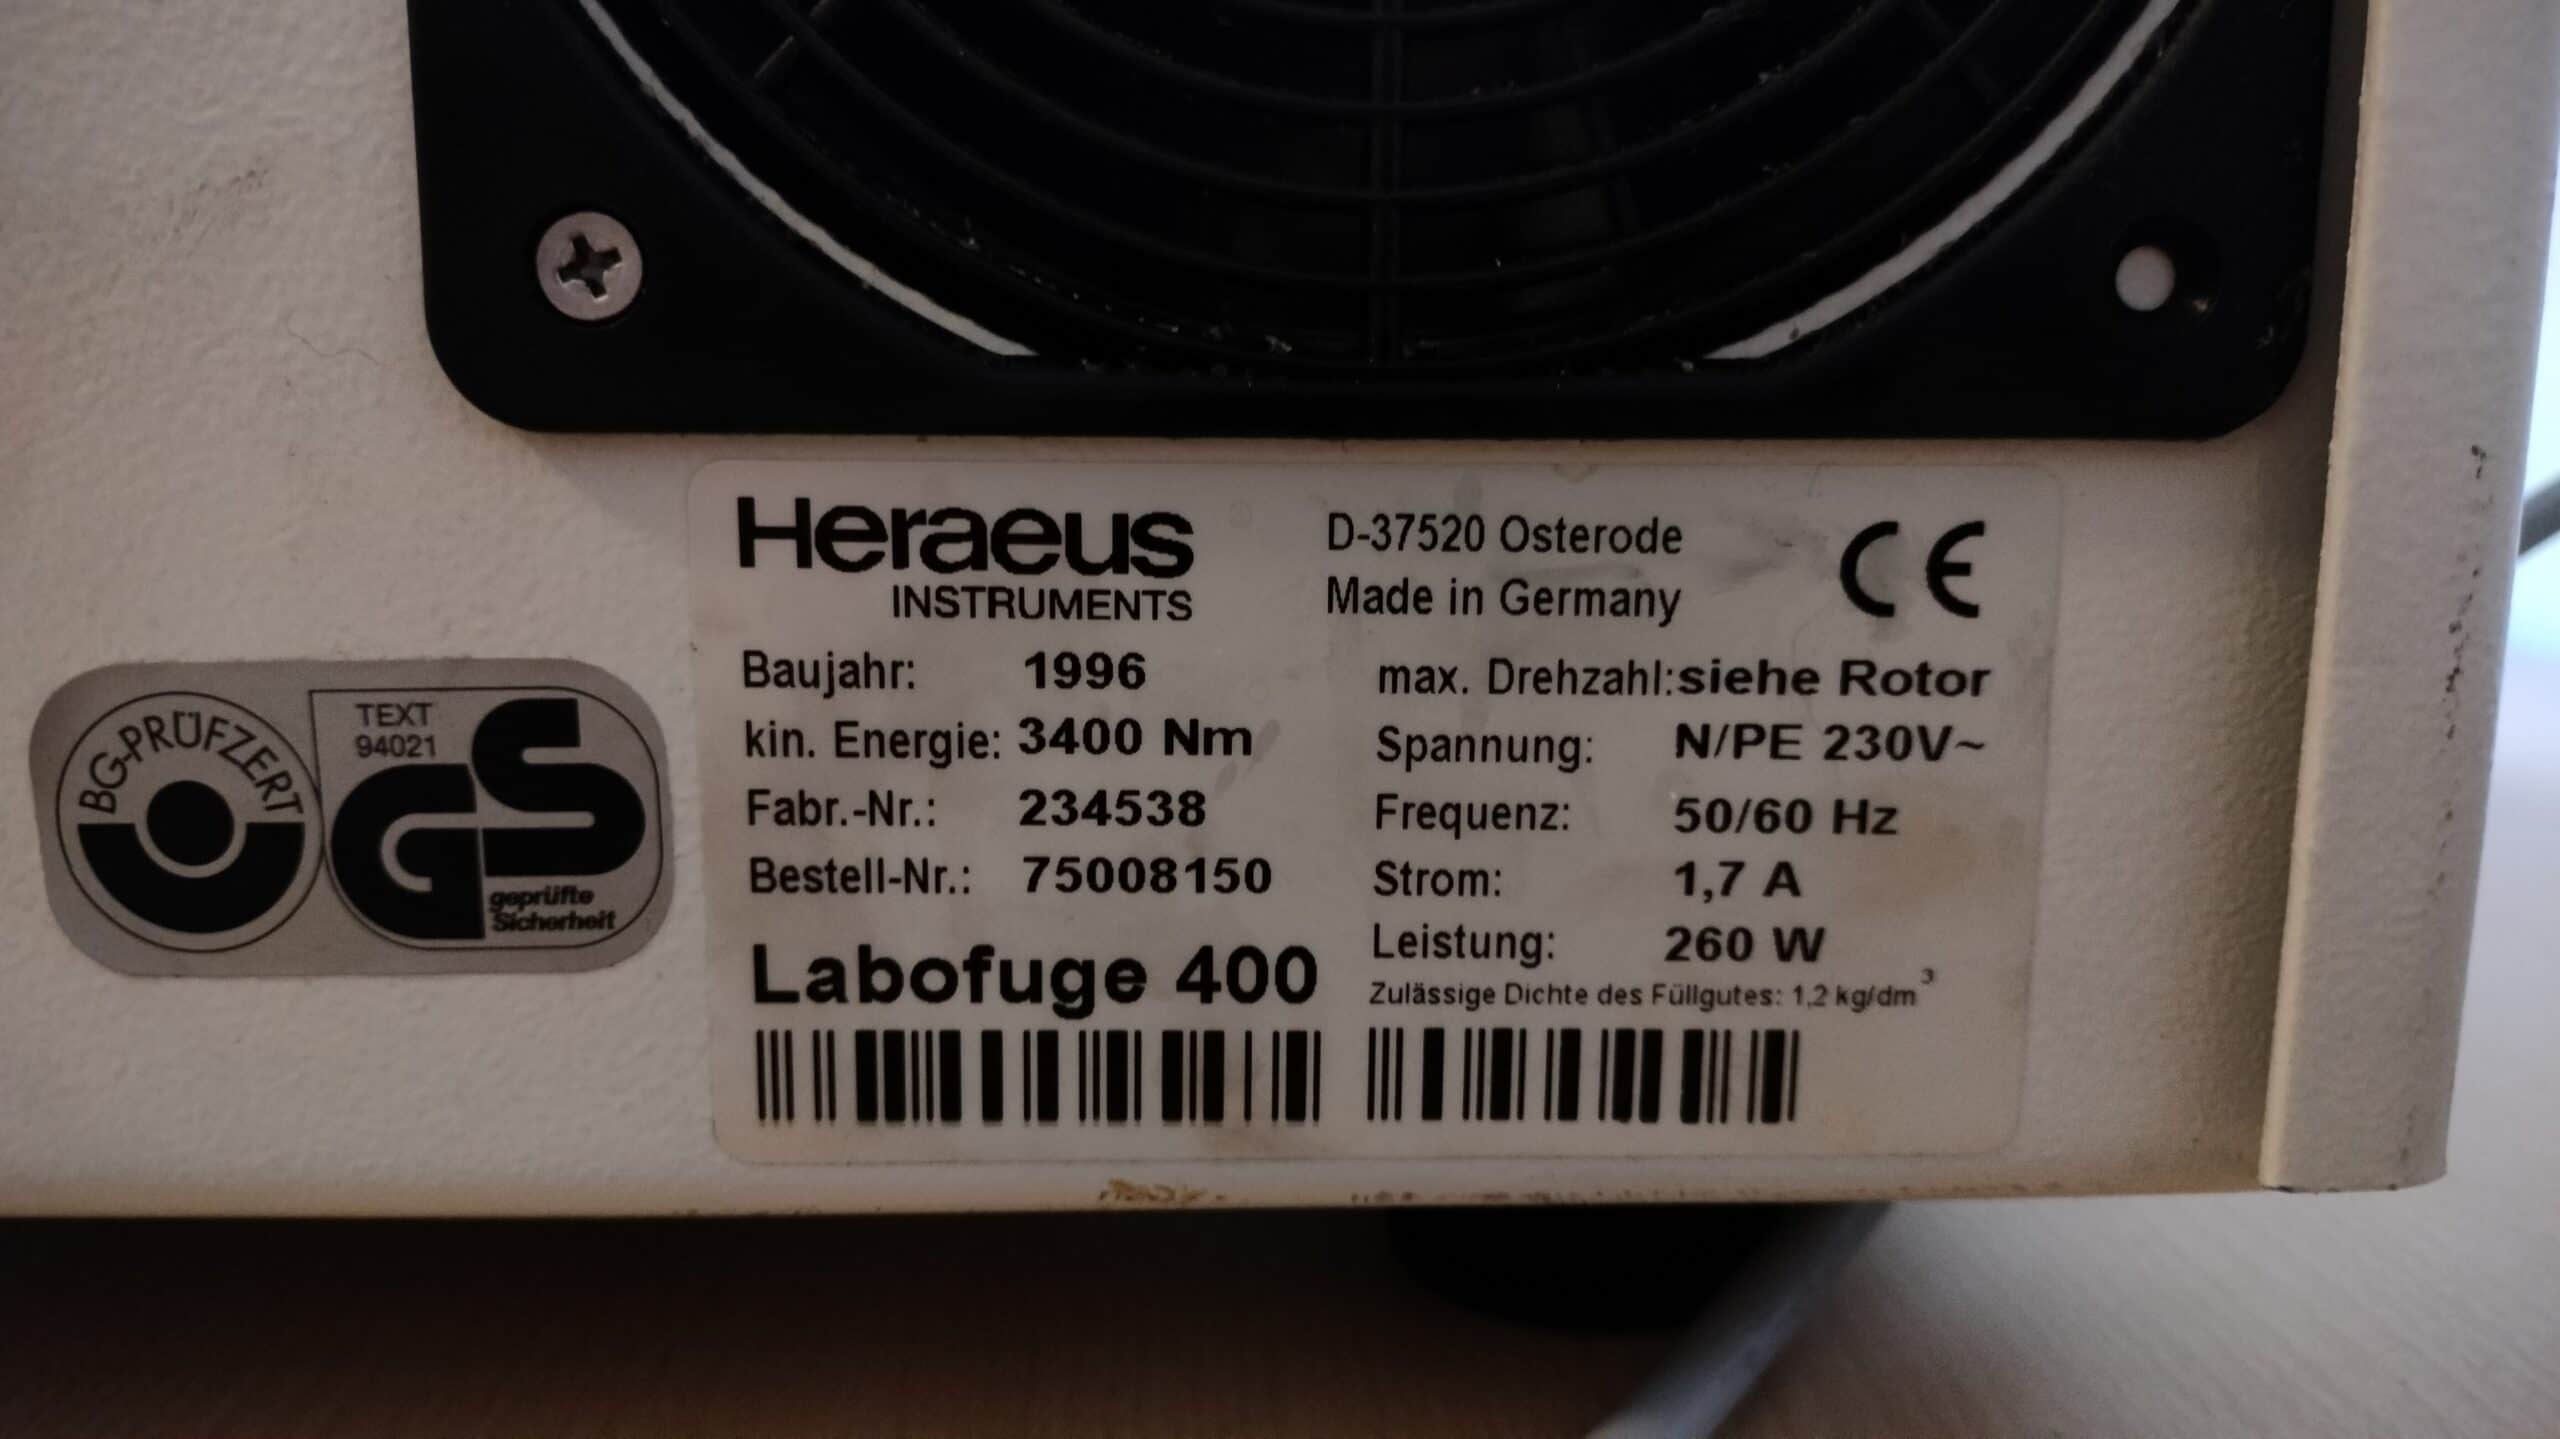 Heraeus
INSTRUMENTS
D-37520 Osterode
Made in Germany
CE
Baujahr: 1996
kin. Energie: 3400 Nm
Fabr.-Nr.: 234538
Bestell-Nr.: 75008150
Labofuge 400
max. Drehzahl: siehe Rotor
Spannung: N/PE 230V~
Frequenz: 50/60 Hz
Strom: 1,7 A
Leistung: 260 W
Zulässige Dichte des Füllgutes: 1,2 kg/dm³
BG-PRÜFZERT
TEXT
94021
GS
geprüfte
Sicherheit